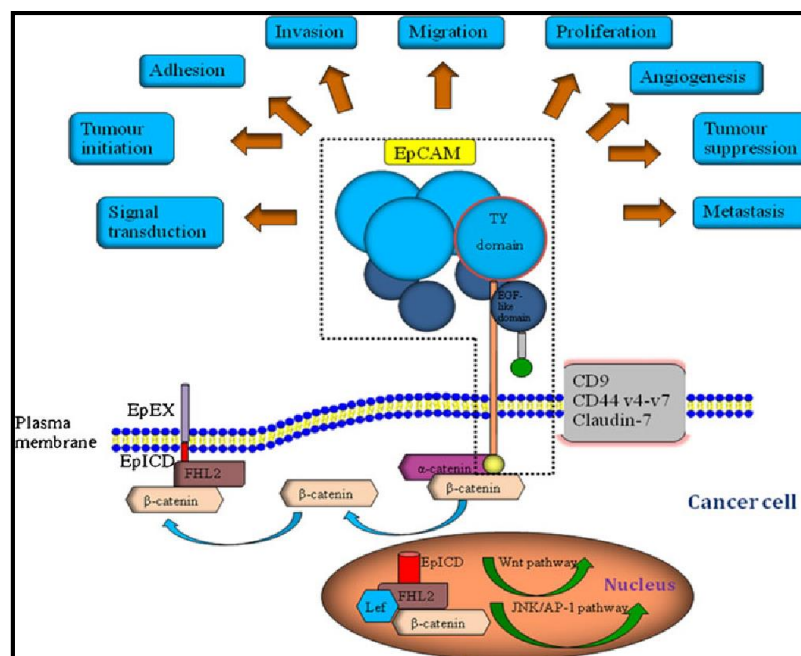 Invasion
Migration
Proliferation
Adhesion
Angiogenesis
Tumour
initiation
EpCAM
Tumour
suppression
Signal
transduction
TY
domain
Metastasis
EGF-
like
domain
EpEX
CD9
CD44 v4-v7
Claudin-7
Plasma
membrane
EpICD
FHL2
β-catenin
α-catenin
β-catenin
β-catenin
Cancer cell
EpICD
Wnt pathway
Nucleus
FHL2
Lef
JNK/AP-1 pathway
β-catenin